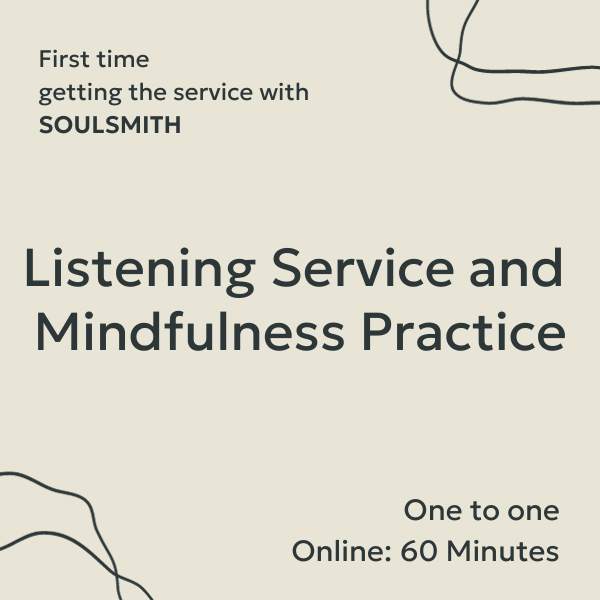 First time
getting the service with
SOULSMITH
Listening Service and
Mindfulness Practice
One to one
Online: 60 Minutes